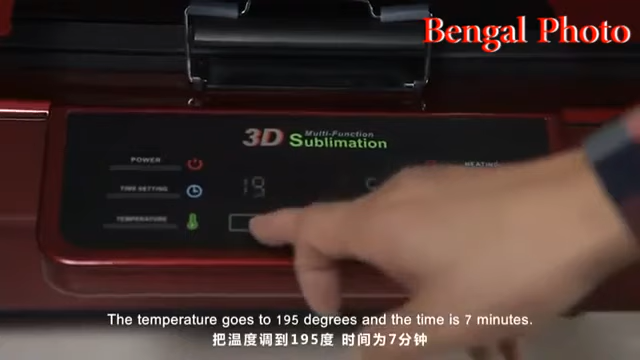 Bengal Photo
3D Multi-Function
Sublimation
POWER
HEATING
TIME SETTING
19
TEMPERATURE
The temperature goes to 195 degrees and the time is 7 minutes.
把温度调到195度 时间为7分钟